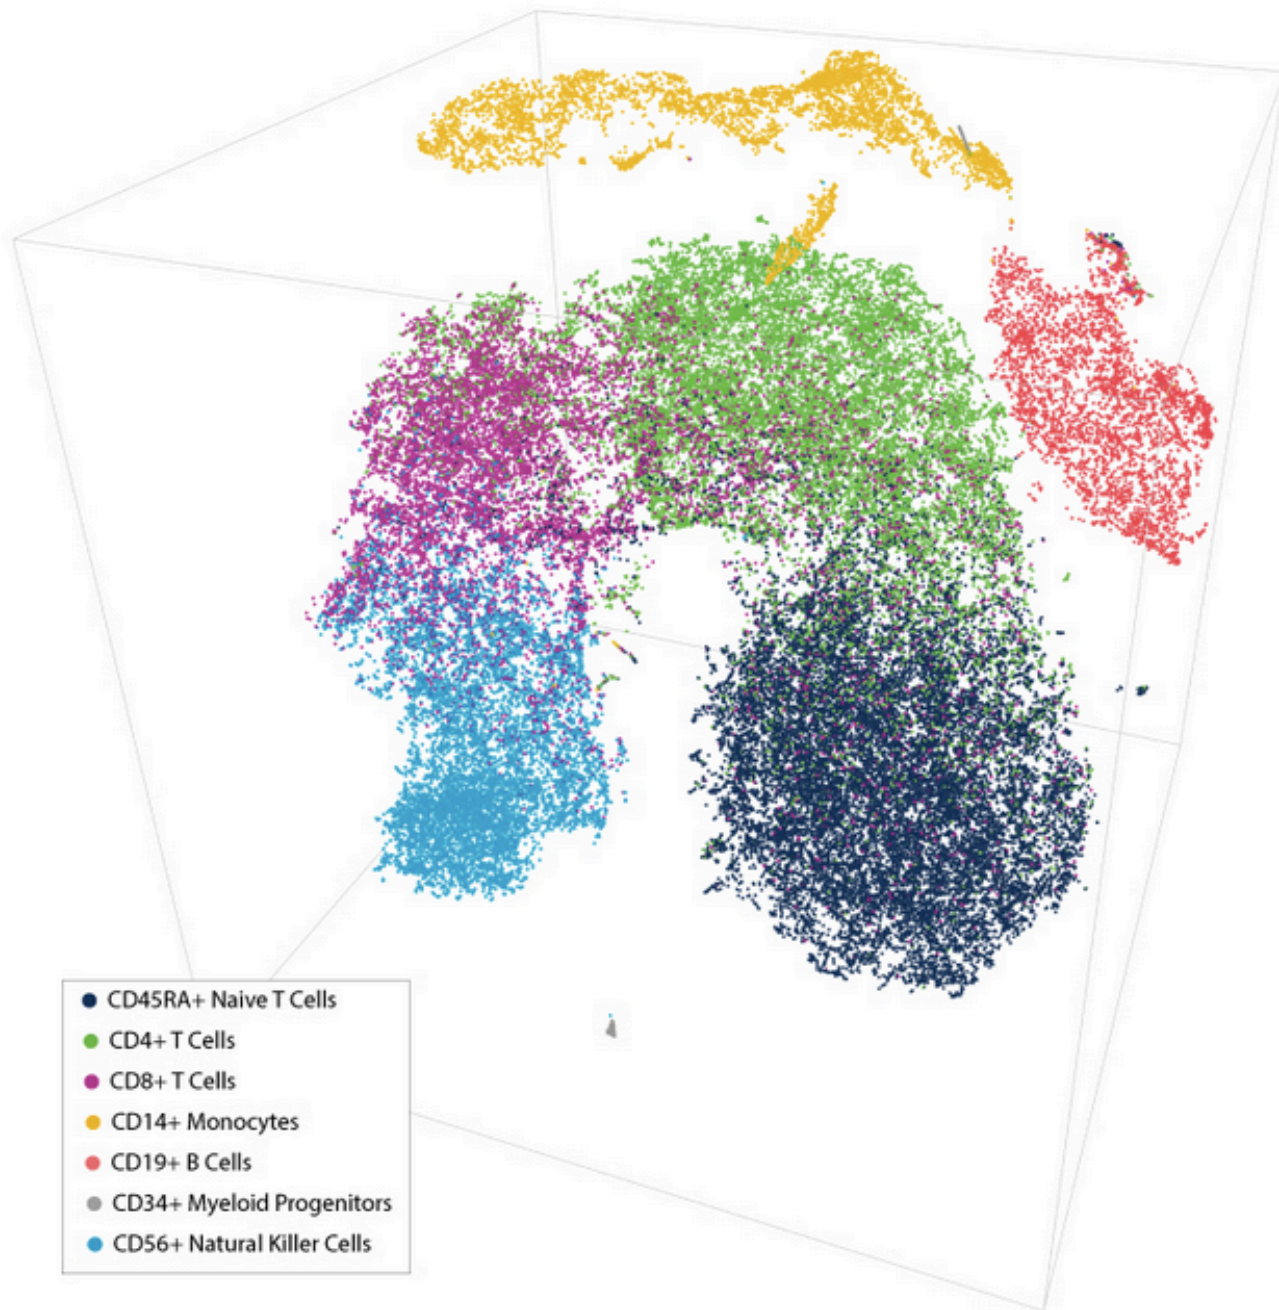 CD45RA+ Naive T Cells
CD4+ T Cells
CD8+ T Cells
CD14+ Monocytes
CD19+ B Cells
CD34+ Myeloid Progenitors
CD56+ Natural Killer Cells